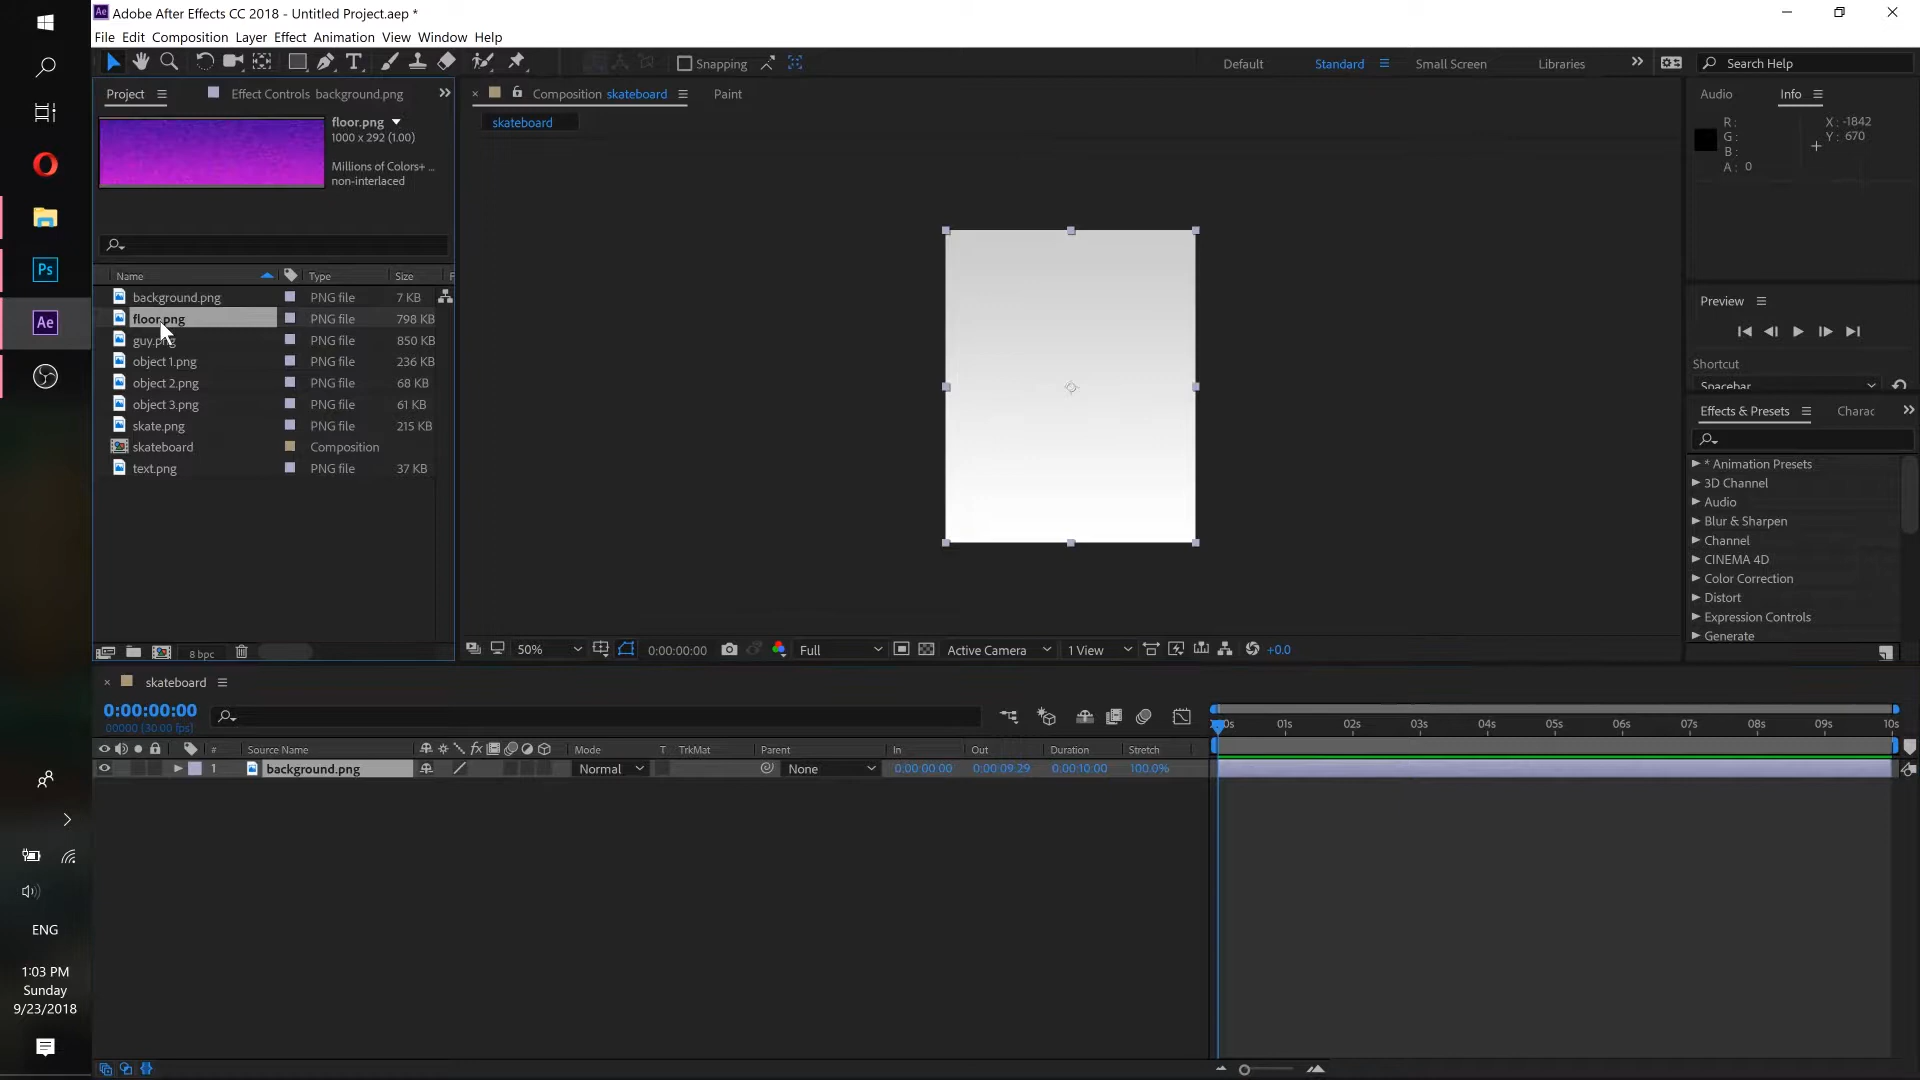 Adobe After Effects CC 2018 - Untitled Project.aep *
File Edit Composition Layer Effect Animation View Window Help
Snapping
Default Standard Small Screen Libraries Search Help
Project Effect Controls background.png
Composition skateboard Paint
skateboard
Audio Info
floor.png
1000 x 292 (1.00)
Millions of Colors+ ...
non-interlaced
R :
G :
B :
A : 0
X : -1842
Y : 670
Name Type Size F
background.png PNG file 7 KB
floor.png PNG file 798 KB
guy.png PNG file 850 KB
object 1.png PNG file 236 KB
object 2.png PNG file 68 KB
object 3.png PNG file 61 KB
skate.png PNG file 215 KB
skateboard Composition
text.png PNG file 37 KB
8 bpc
Preview
Shortcut
Spacebar
Effects & Presets Charac
* Animation Presets
3D Channel
Audio
Blur & Sharpen
Channel
CINEMA 4D
Color Correction
Distort
Expression Controls
Generate
50% 0:00:00:00 Full Active Camera 1 View +0.0
skateboard
0:00:00:00
00000 (30.00 fps)
0s 01s 02s 03s 04s 05s 06s 07s 08s 09s 10s
# Source Name fx Mode T TrkMat Parent In Out Duration Stretch
1 background.png Normal None 0:00:00:00 0:00:09:29 0:00:10:00 100.0%
Ps
Ae
ENG
1:03 PM
Sunday
9/23/2018